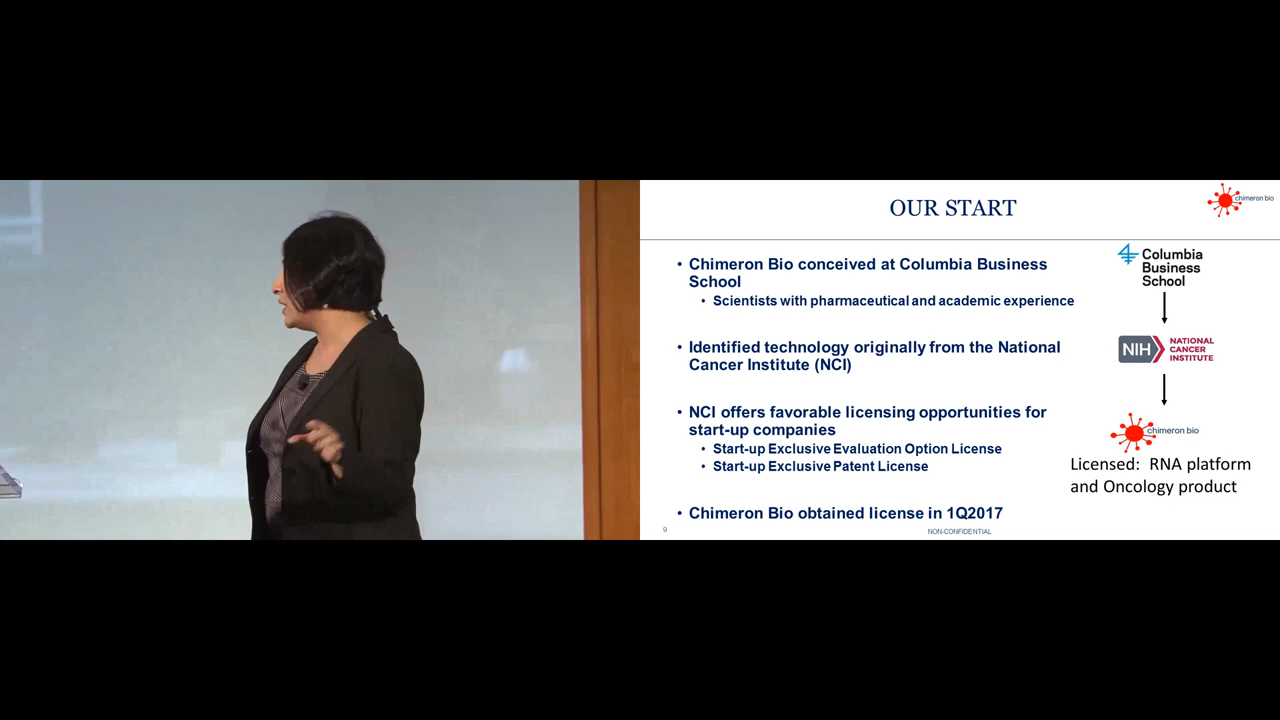 OUR START
chimeron bio
• Chimeron Bio conceived at Columbia Business
School
• Scientists with pharmaceutical and academic experience
• Identified technology originally from the National
Cancer Institute (NCI)
• NCI offers favorable licensing opportunities for
start-up companies
• Start-up Exclusive Evaluation Option License
• Start-up Exclusive Patent License
• Chimeron Bio obtained license in 1Q2017
Columbia
Business
School
NIH
NATIONAL
CANCER
INSTITUTE
chimeron bio
Licensed: RNA platform
and Oncology product
9
NON-CONFIDENTIAL